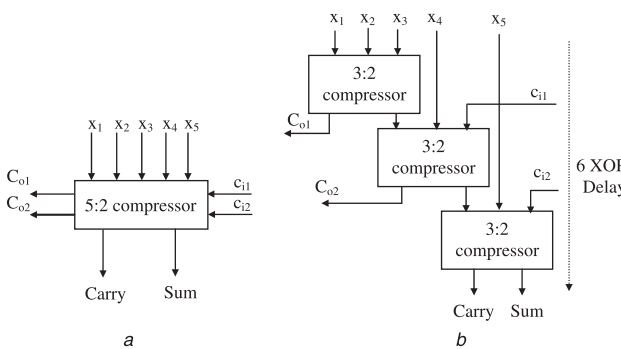 x1 x2 x3 x4 x5
Co1
Co2
5:2 compressor
ci1
ci2
Carry Sum
a
x1 x2 x3 x4 x5
3:2
compressor
Co1
ci1
3:2
compressor
Co2
ci2
6 XOR
Delay
3:2
compressor
Carry Sum
b